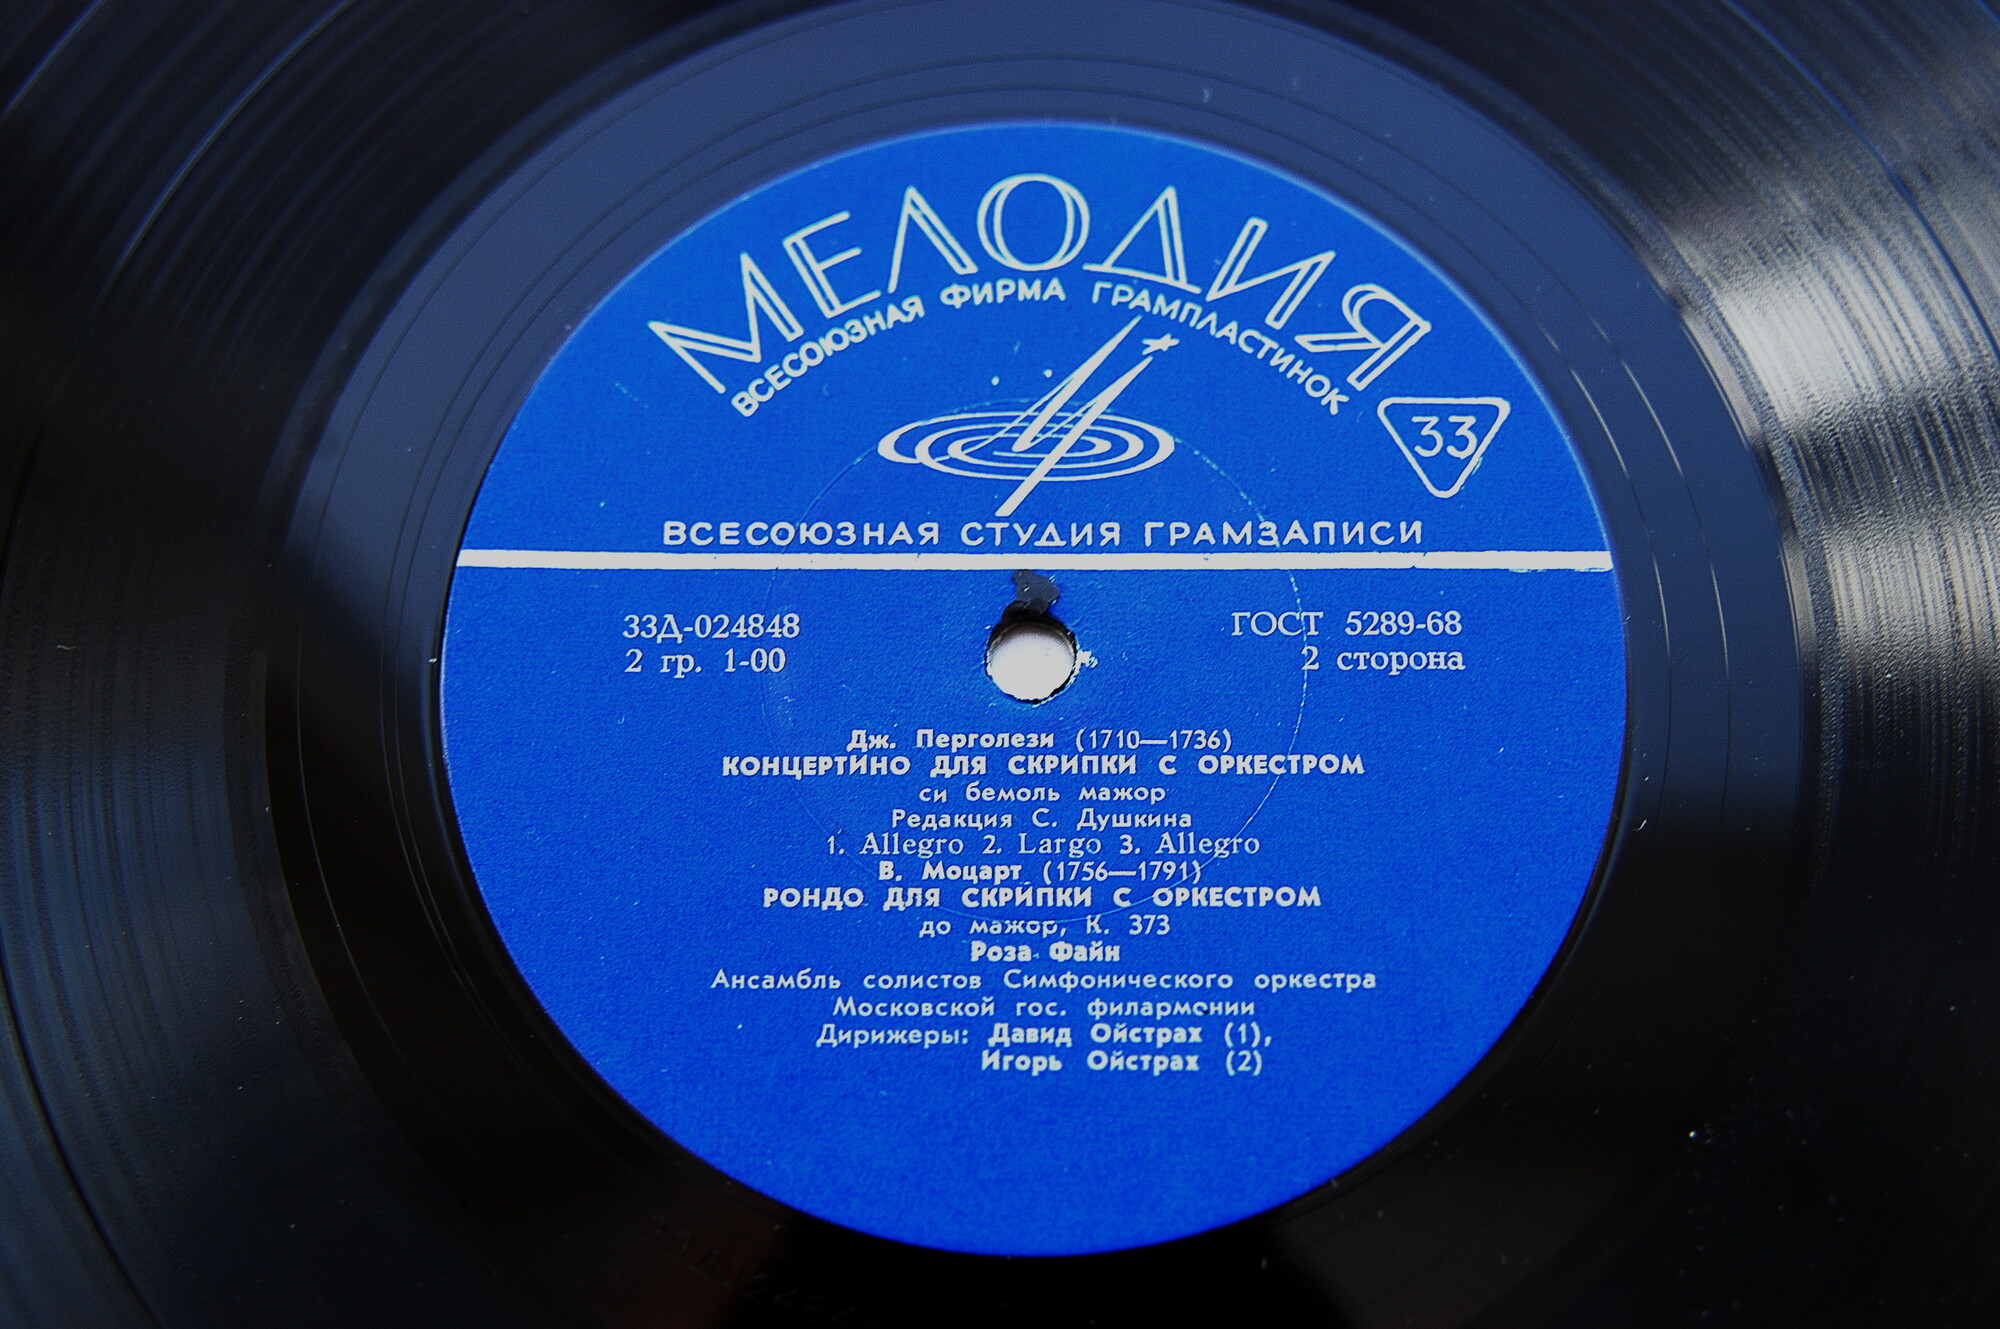 МЕЛОДИЯ
ВСЕСОЮЗНАЯ ФИРМА ГРАМПЛАСТИНОК
33
ВСЕСОЮЗНАЯ СТУДИЯ ГРАМЗАПИСИ
33Д-024848 ГОСТ 5289-68
2 гр. 1-00 2 сторона
Дж. Перголези (1710—1736)
КОНЦЕРТИНО ДЛЯ СКРИПКИ С ОРКЕСТРОМ
си бемоль мажор
Редакция С. Душкина
1. Allegro 2. Largo 3. Allegro
В. Моцарт (1756—1791)
РОНДО ДЛЯ СКРИПКИ С ОРКЕСТРОМ
до мажор, К. 373
Роза Файн
Ансамбль солистов Симфонического оркестра
Московской гос. филармонии
Дирижеры: Давид Ойстрах (1),
Игорь Ойстрах (2)